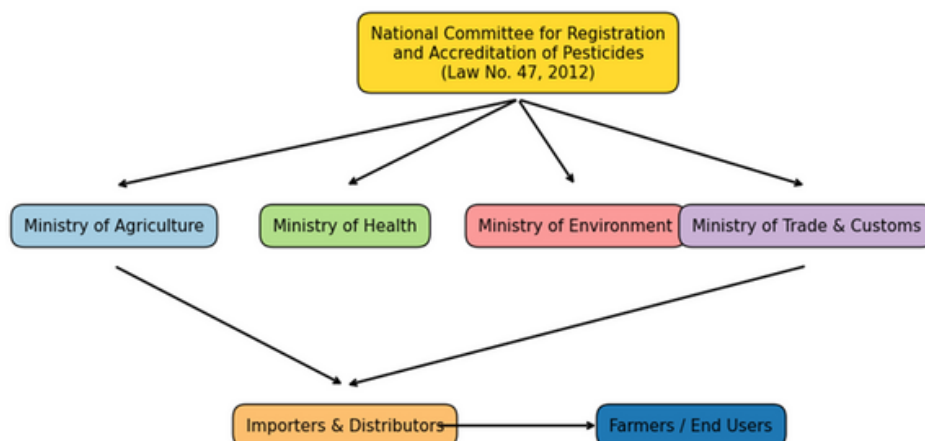 National Committee for Registration
and Accreditation of Pesticides
(Law No. 47, 2012)
Ministry of Agriculture
Ministry of Health
Ministry of Environment
Ministry of Trade & Customs
Importers & Distributors
Farmers / End Users